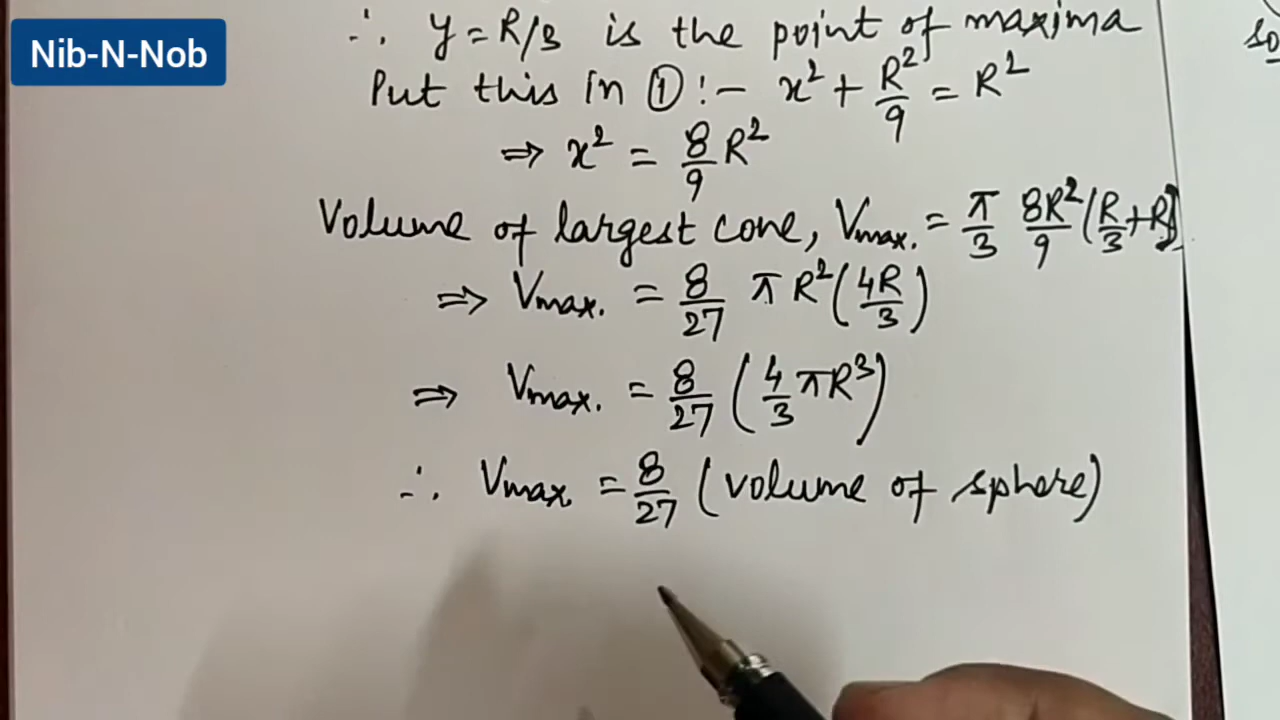 Nib-N-Nob
∴ y = R/3 is the point of maxima
Put this in ① :- x² + R²/9 = R²
⇒ x² = 8/9 R²
Volume of largest cone, Vmax. = π/3 8R²/9 (R/3 + R)
⇒ Vmax. = 8/27 πR² (4R/3)
⇒ Vmax. = 8/27 (4/3 πR³)
∴ Vmax. = 8/27 (volume of sphere)